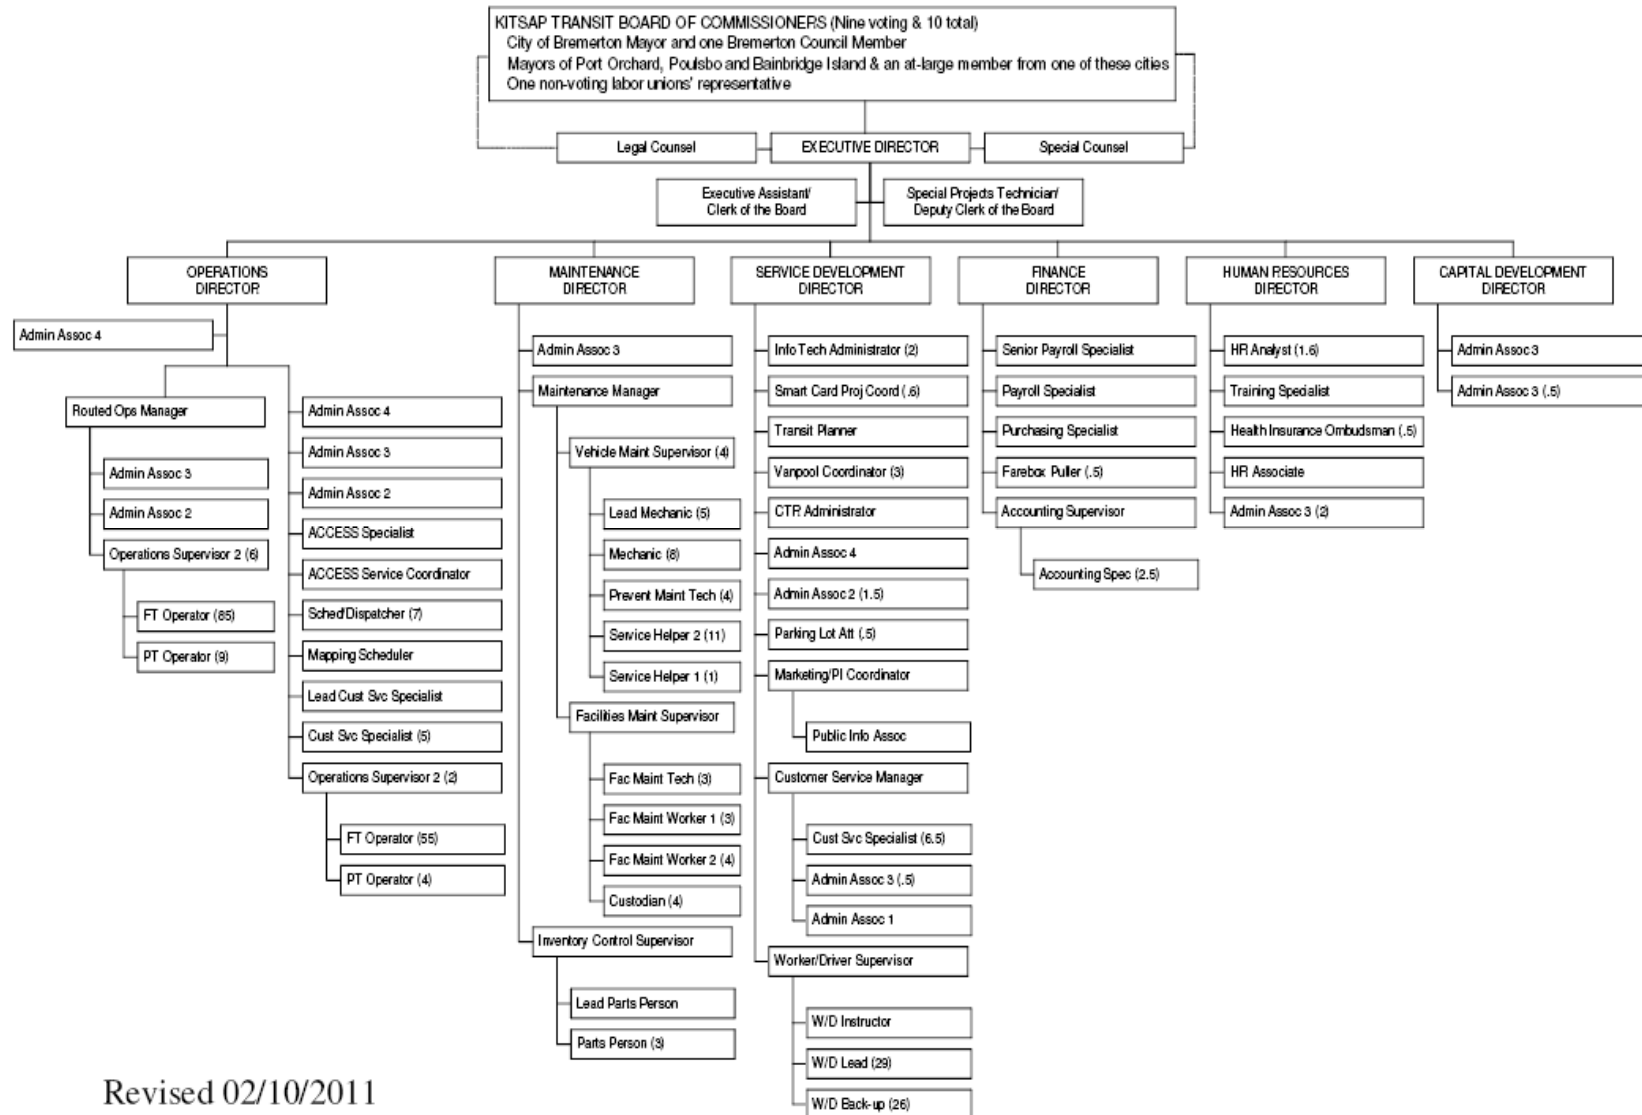 KITSAP TRANSIT BOARD OF COMMISSIONERS (Nine voting & 10 total)
City of Bremerton Mayor and one Bremerton Council Member
Mayors of Port Orchard, Poulsbo and Bainbridge Island & an at-large member from one of these cities
One non-voting labor unions' representative
Legal Counsel
EXECUTIVE DIRECTOR
Special Counsel
Executive Assistant/
Clerk of the Board
Special Projects Technician/
Deputy Clerk of the Board
OPERATIONS
DIRECTOR
Admin Assoc 4
Routed Ops Manager
Admin Assoc 3
Admin Assoc 2
Operations Supervisor 2 (6)
FT Operator (85)
PT Operator (9)
Admin Assoc 4
Admin Assoc 3
Admin Assoc 2
ACCESS Specialist
ACCESS Service Coordinator
Sched/Dispatcher (7)
Mapping Scheduler
Lead Cust Svc Specialist
Cust Svc Specialist (5)
Operations Supervisor 2 (2)
FT Operator (55)
PT Operator (4)
MAINTENANCE
DIRECTOR
Admin Assoc 3
Maintenance Manager
Vehicle Maint Supervisor (4)
Lead Mechanic (5)
Mechanic (8)
Prevent Maint Tech (4)
Service Helper 2 (11)
Service Helper 1 (1)
Facilities Maint Supervisor
Fac Maint Tech (3)
Fac Maint Worker 1 (3)
Fac Maint Worker 2 (4)
Custodian (4)
Inventory Control Supervisor
Lead Parts Person
Parts Person (3)
SERVICE DEVELOPMENT
DIRECTOR
Info Tech Administrator (2)
Smart Card Proj Coord (.6)
Transit Planner
Vanpool Coordinator (3)
CTR Administrator
Admin Assoc 4
Admin Assoc 2 (1.5)
Parking Lot Att (.5)
Marketing/PI Coordinator
Public Info Assoc
Customer Service Manager
Cust Svc Specialist (6.5)
Admin Assoc 3 (.5)
Admin Assoc 1
Worker/Driver Supervisor
W/D Instructor
W/D Lead (29)
W/D Back-up (26)
FINANCE
DIRECTOR
Senior Payroll Specialist
Payroll Specialist
Purchasing Specialist
Farebox Puller (.5)
Accounting Supervisor
Accounting Spec (2.5)
HUMAN RESOURCES
DIRECTOR
HR Analyst (1.6)
Training Specialist
Health Insurance Ombudsman (.5)
HR Associate
Admin Assoc 3 (2)
CAPITAL DEVELOPMENT
DIRECTOR
Admin Assoc 3
Admin Assoc 3 (.5)
Revised 02/10/2011